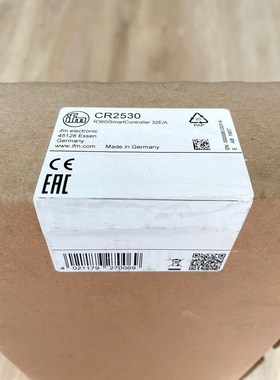 ifm
CR2530
R360/SmartController 32E/A
ifm electronic
45128 Essen
Germany
www.ifm.com
Made in Germany
PAP
CE
EAC
4 021179 270069